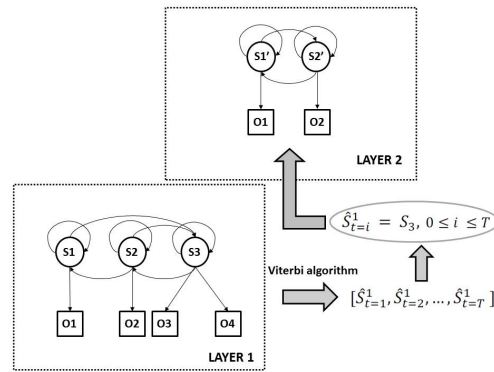 S1' S2'
O1 O2
LAYER 2
Ŝ¹ₜ₌ᵢ = S₃, 0 ≤ i ≤ T
S1 S2 S3
Viterbi algorithm
[Ŝ¹ₜ₌₁, Ŝ¹ₜ₌₂, ..., Ŝ¹ₜ₌T ]
O1 O2 O3 O4
LAYER 1